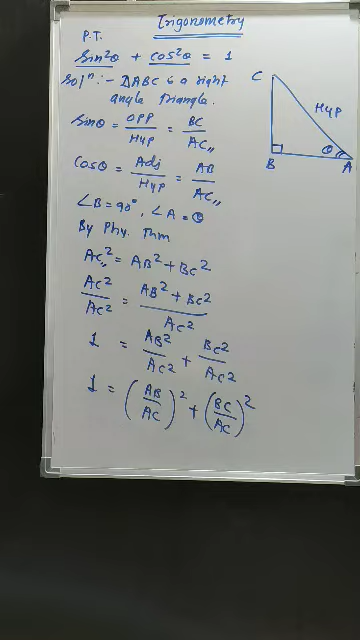 Trigonometry
P.T.
Sin²θ + cos²θ = 1
Solⁿ :- ΔABC is a right
angle triangle.
Sinθ = OPP/Hyp = BC/AC,,
Cosθ = Adj/Hyp = AB/AC,,
∠B = 90°, ∠A = θ
By Phy. Thm
AC² = AB² + BC²
AC²/AC² = AB² + BC²/AC²
1 = AB²/AC² + BC²/AC²
1 = (AB/AC)² + (BC/AC)²
C
Hyp
θ
B
A